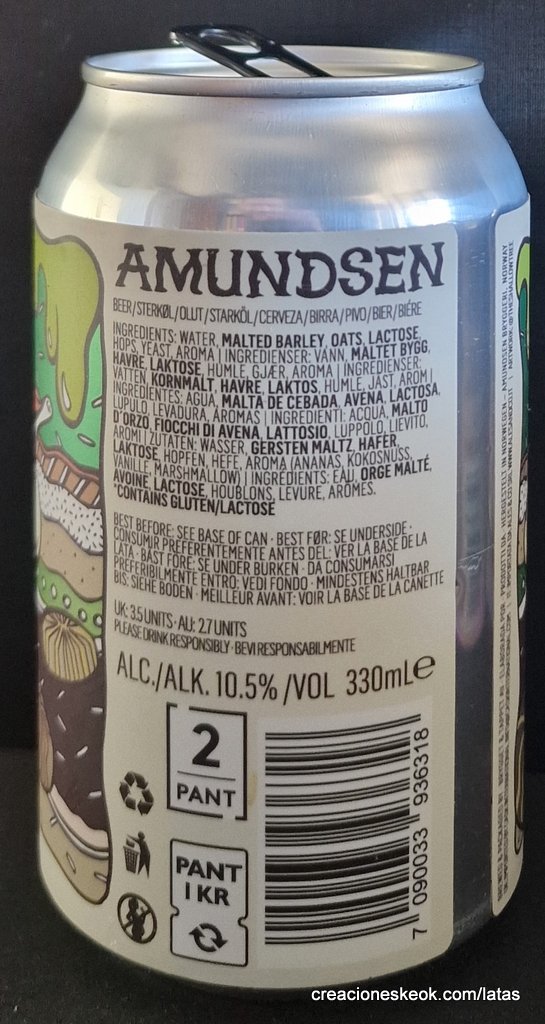 AMUNDSEN
BEER/STERKØL/OLUT/STARKÖL/CERVEZA/BIRRA/PIVO/BIER/BIÉRE
INGREDIENTS: WATER, MALTED BARLEY, OATS, LACTOSE,
HOPS, YEAST, AROMA | INGREDIENSER: VANN, MALTET BYGG,
HAVRE, LAKTOSE, HUMLE, GJÆR, AROMA | INGREDIENSER:
VATTEN, KORNMALT, HAVRE, LAKTOS, HUMLE, JÄST, AROM |
INGREDIENTES: AGUA, MALTA DE CEBADA, AVENA, LACTOSA,
LUPULO, LEVADURA, AROMAS | INGREDIENTI: ACQUA, MALTO
D'ORZO, FIOCCHI DI AVENA, LATTOSIO, LUPPOLO, LIEVITO,
AROMI | ZUTATEN: WASSER, GERSTEN MALTZ, HAFER,
LAKTOSE, HOPFEN, HEFE, AROMA (ANANAS, KOKOSNUSS,
VANILLE, MARSHMALLOW) | INGRÉDIENTS: EAU, ORGE MALTÉ,
AVOINE, LACTOSE, HOUBLONS, LEVURE, ARÔMES.
*CONTAINS GLUTEN/LACTOSE
BEST BEFORE: SEE BASE OF CAN · BEST FØR: SE UNDERSIDE ·
CONSUMIR PREFERENTEMENTE ANTES DEL: VER LA BASE DE LA
LATA · BÄST FÖRE: SE UNDER BURKEN · DA CONSUMARSI
PREFERIBILMENTE ENTRO: VEDI FONDO · MINDESTENS HALTBAR
BIS: SIEHE BODEN · MEILLEUR AVANT: VOIR LA BASE DE LA CANETTE
UK: 3.5 UNITS · AU: 2.7 UNITS
PLEASE DRINK RESPONSIBLY · BEVI RESPONSABILMENTE
ALC./ALK. 10.5% /VOL 330mL℮
2
PANT
PANT
1 KR
7 090033 936318
creacioneskeok.com/latas